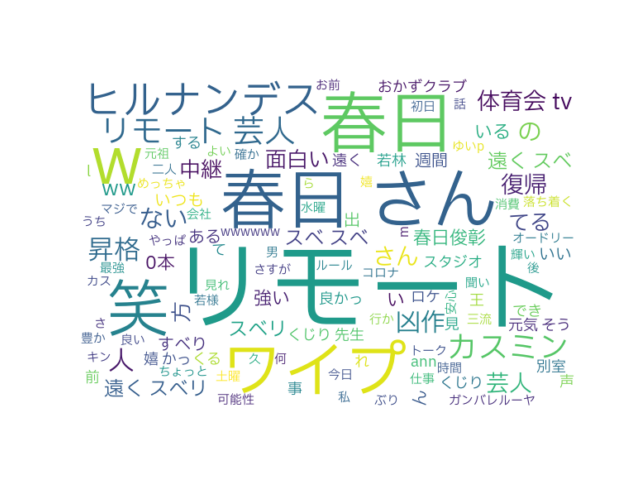 お前 おかずクラブ
ヒルナンデス 春日 初日 話 体育会 tv
リモート 芸人 いる の ゆいp
l 元祖 する よい 確か 面白い 遠く 若林 週間 遠く スベ
W 二人 中継 ら 嬉 復帰
ww めっちゃ いつも 春日 さん 水曜 消費 落ち着く
うち 会社 wwwwww 出 m てる
マジで ない ある スベ スベ さん 春日俊彰 オードリー
昇格 やっぱ て 男 ルール スタジオ 輝い いい
最強 0本 さすが コロナ 聞い 後
カス 笑 方 見れ リモート い ロケ 王 でき
若様 強い 良かっ 安心 三流
さ スベリ くじり 先生 行か 凶作 見 元気 そう
豊か 良い すべり ワイプ カスミン
キン 人 嬉 かっ くる 久 何 れ トーク 聞い 別室
前 ちょっと 土曜 今日 ann 時間 くじり 芸人 声
遠く スベリ 事 私 ぶり 仕事 ん ガンバレルーヤ
可能性